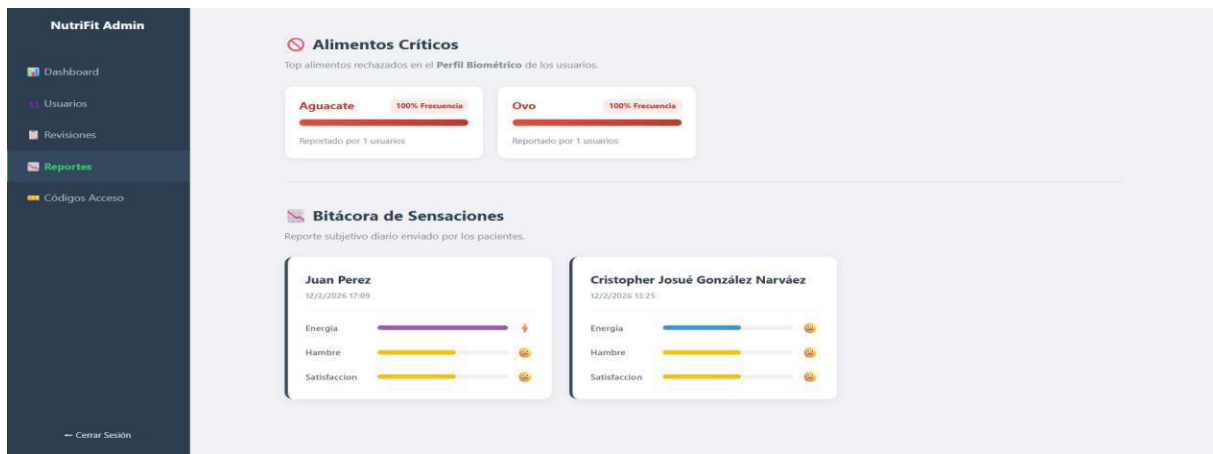 NutriFit Admin
Dashboard
Usuarios
Revisiones
Reportes
Códigos Acceso
← Cerrar Sesión
Alimentos Críticos
Top alimentos rechazados en el Perfil Biométrico de los usuarios.
Aguacate 100% Frecuencia
Reportado por 1 usuarios
Ovo 100% Frecuencia
Reportado por 1 usuarios
Bitácora de Sensaciones
Reporte subjetivo diario enviado por los pacientes.
Juan Perez
12/2/2026 17:09
Energia
Hambre
Satisfaccion
Cristopher Josué González Narváez
12/2/2026 13:25
Energia
Hambre
Satisfaccion